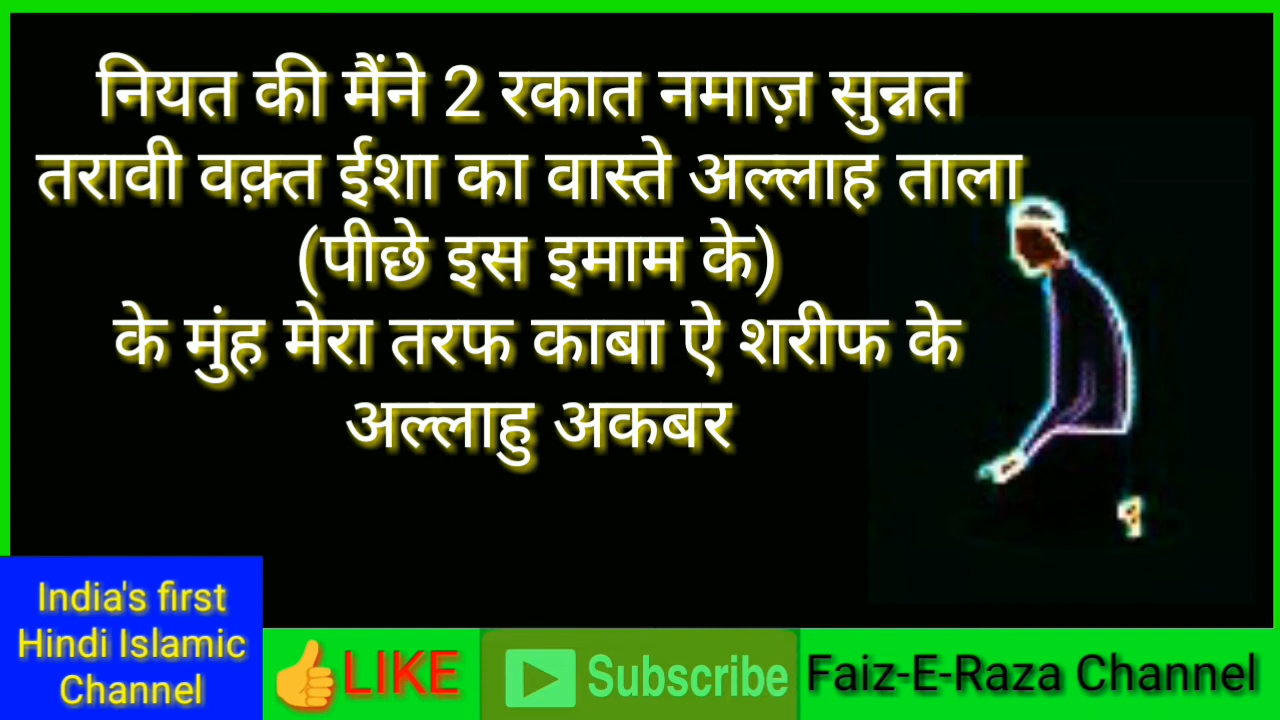 नियत की मैंने 2 रकात नमाज़ सुन्नत
तरावी वक़्त ईशा का वास्ते अल्लाह ताला
(पीछे इस इमाम के)
के मुंह मेरा तरफ काबा ऐ शरीफ के
अल्लाहु अकबर
India's first
Hindi Islamic
Channel
LIKE
Subscribe
Faiz-E-Raza Channel